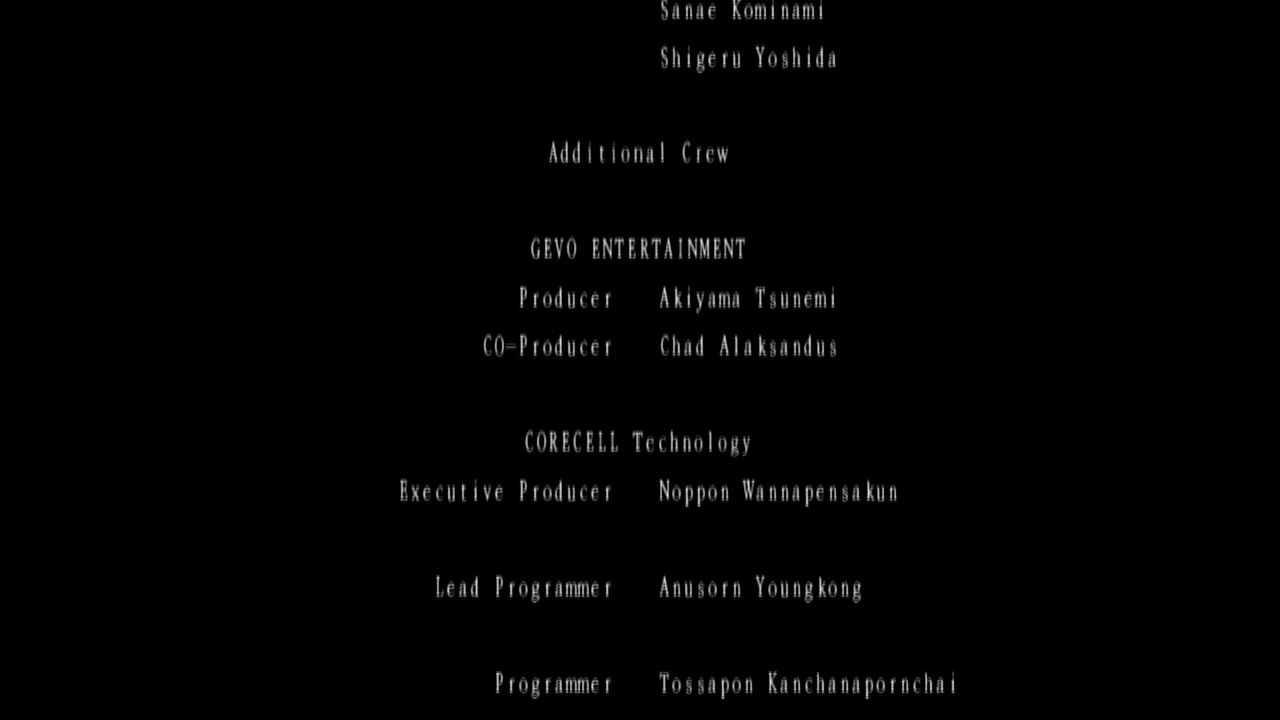 Sanae Kominami
Shigeru Yoshida
Additional Crew
GEVO ENTERTAINMENT
Producer Akiyama Tsunemi
CO=Producer Chad Alaksandus
CORECELL Technology
Executive Producer Noppon Wannapensakun
Lead Programmer Anusorn Youngkong
Programmer Tossapon Kanchanapornchai